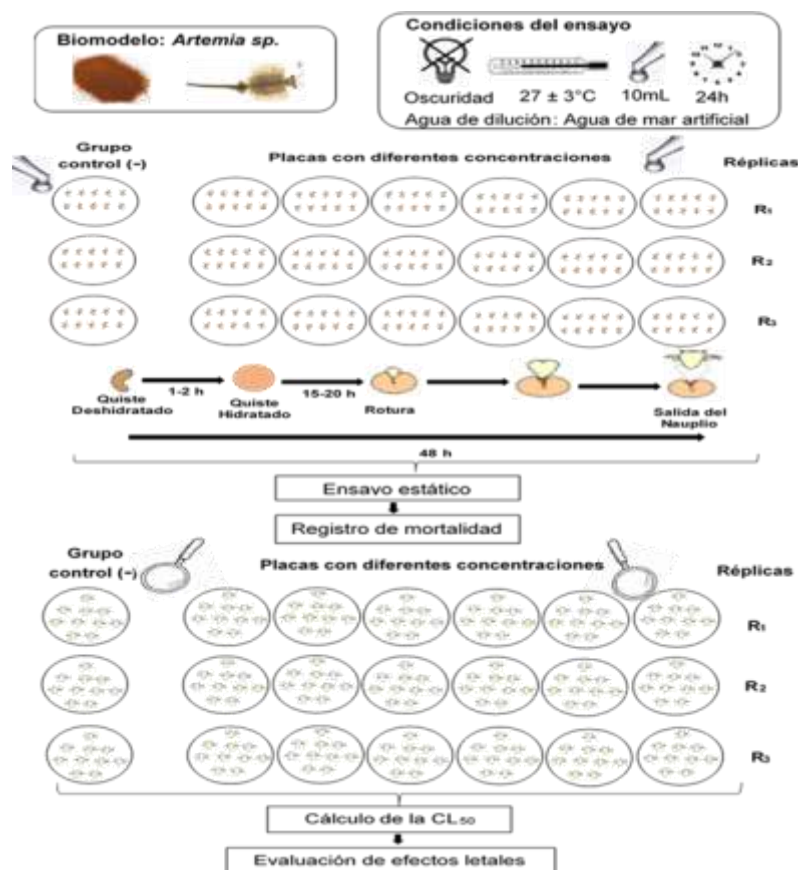 Biomodelo: Artemia sp.
Condiciones del ensayo
Oscuridad
27 ± 3°C
10mL
24h
Agua de dilución: Agua de mar artificial
Grupo
control (-)
Placas con diferentes concentraciones
Réplicas
R₁
R₂
R₃
Quiste
Deshidratado
1-2 h
Quiste
Hidratado
15-20 h
Rotura
Salida del
Nauplio
48 h
Ensayo estático
Registro de mortalidad
Grupo
control (-)
Placas con diferentes concentraciones
Réplicas
R₁
R₂
R₃
Cálculo de la CL₅₀
Evaluación de efectos letales